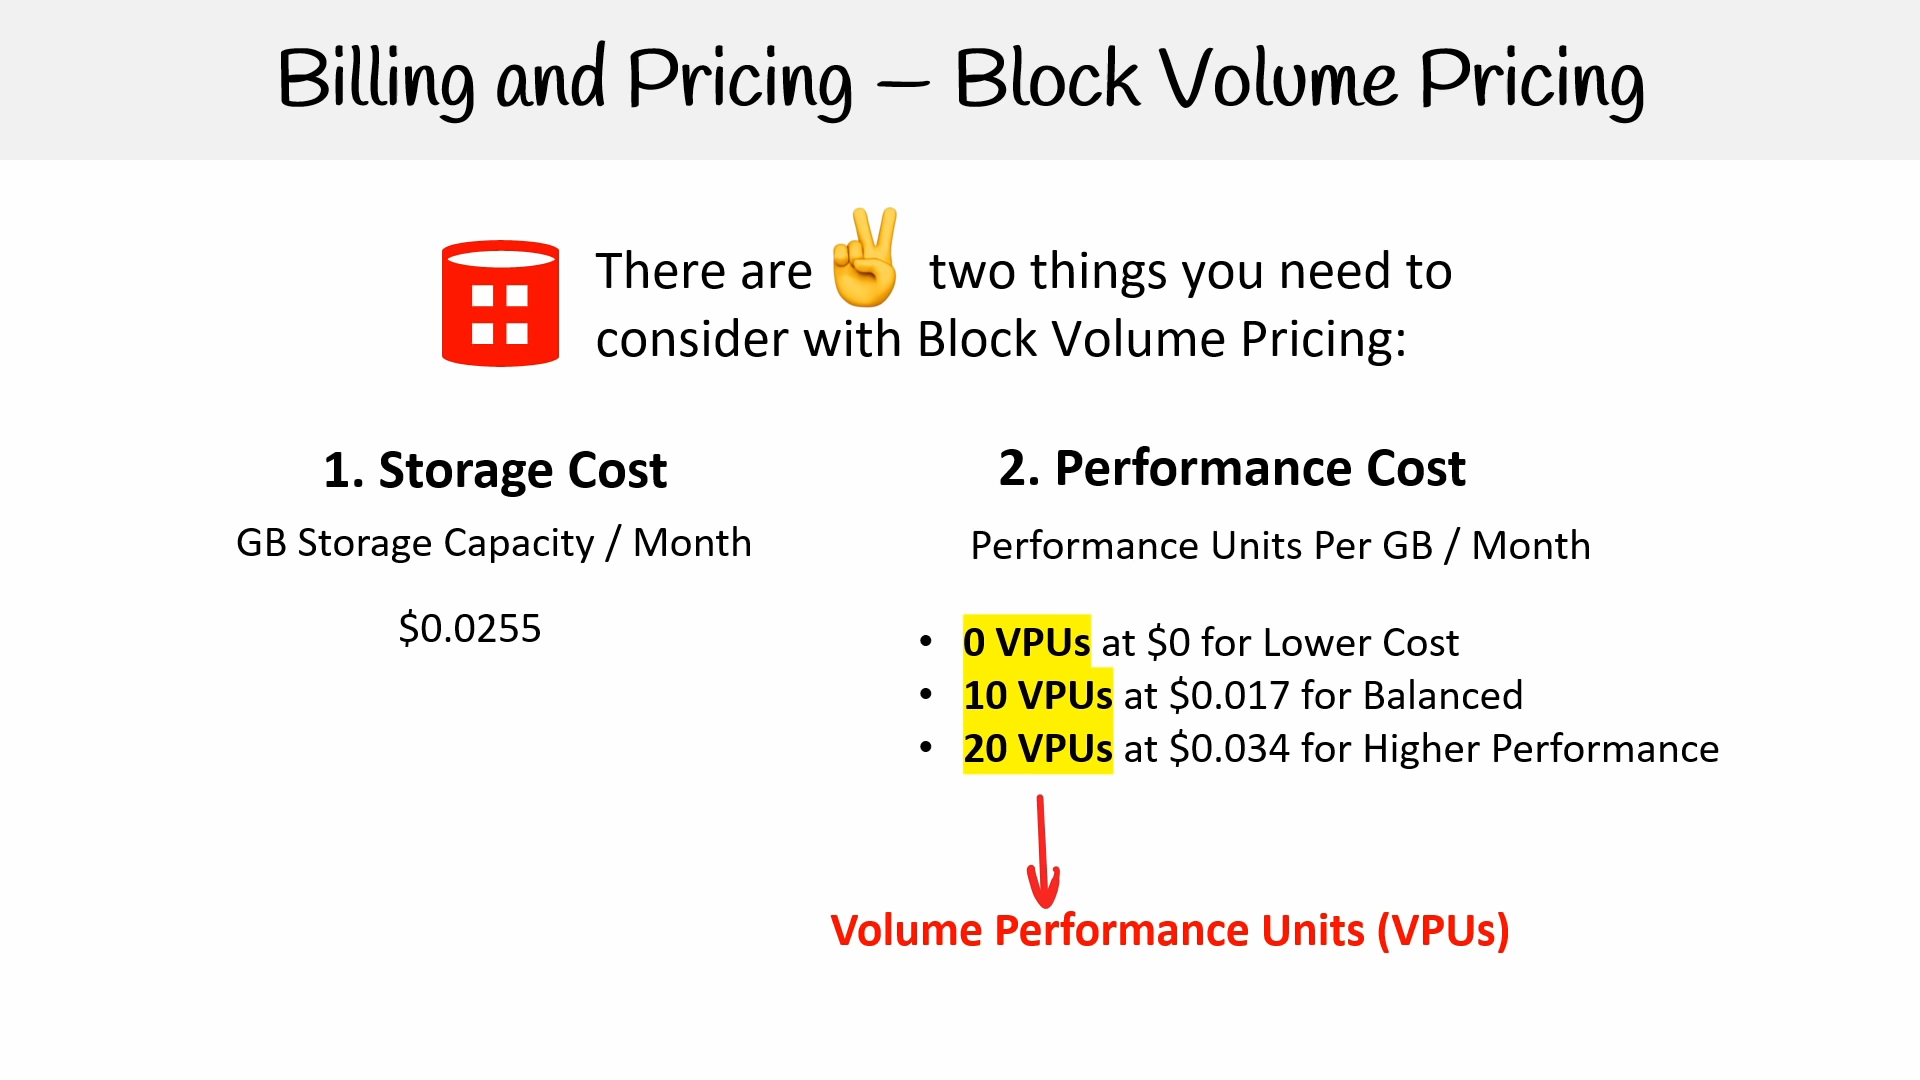 Billing and Pricing – Block Volume Pricing
There are ✌ two things you need to
consider with Block Volume Pricing:
1. Storage Cost
GB Storage Capacity / Month
$0.0255
2. Performance Cost
Performance Units Per GB / Month
• 0 VPUs at $0 for Lower Cost
• 10 VPUs at $0.017 for Balanced
• 20 VPUs at $0.034 for Higher Performance
Volume Performance Units (VPUs)